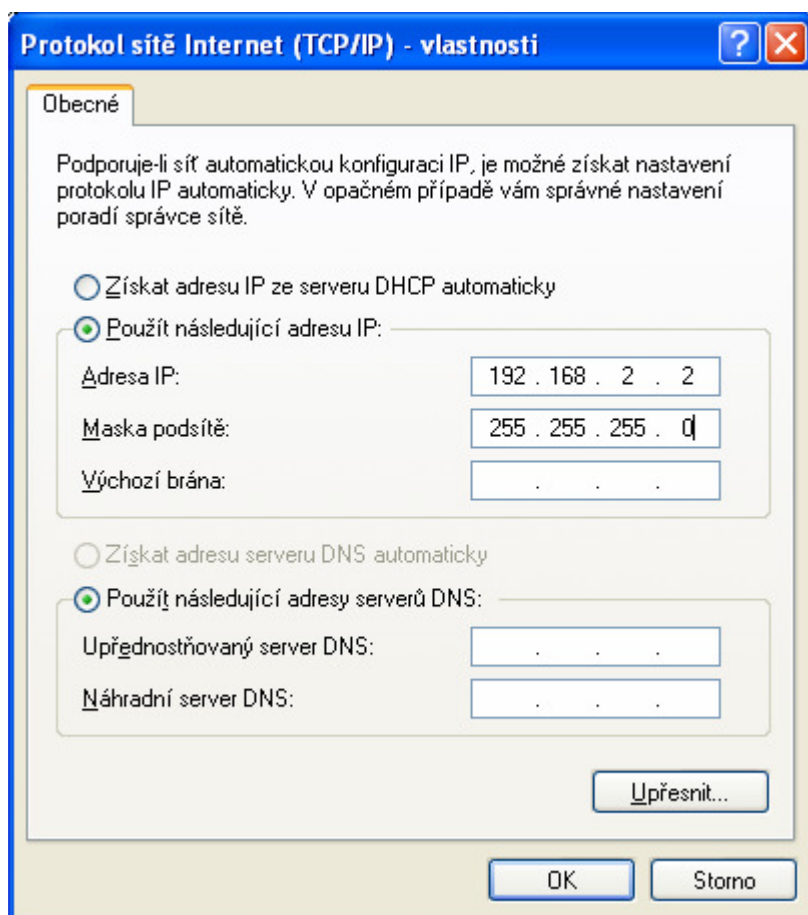 Protokol sítě Internet (TCP/IP) - vlastnosti
Obecné
Podporuje-li síť automatickou konfiguraci IP, je možné získat nastavení
protokolu IP automaticky. V opačném případě vám správné nastavení
poradí správce sítě.
Získat adresu IP ze serveru DHCP automaticky
Použít následující adresu IP:
Adresa IP: 192 . 168 . 2 . 2
Maska podsítě: 255 . 255 . 255 . 0
Výchozí brána: . . .
Získat adresu serveru DNS automaticky
Použít následující adresy serverů DNS:
Upřednostňovaný server DNS: . . .
Náhradní server DNS: . . .
Upřesnit...
OK Storno